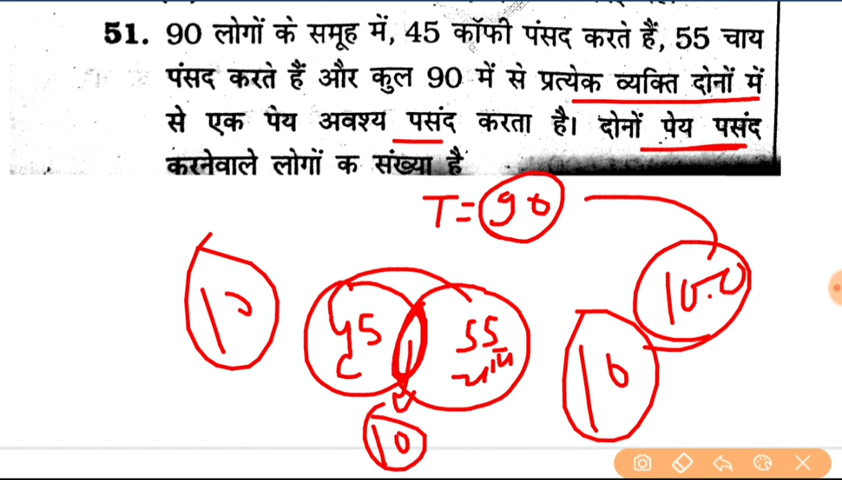 51. 90 लोगों के समूह में, 45 कॉफी पंसद करते हैं, 55 चाय
पंसद करते हैं और कुल 90 में से प्रत्येक व्यक्ति दोनों में
से एक पेय अवश्य पसंद करता है। दोनों पेय पसंद
करनेवाले लोगों क संख्या है
T = 90
100
10
45 55
C चाय
10
10